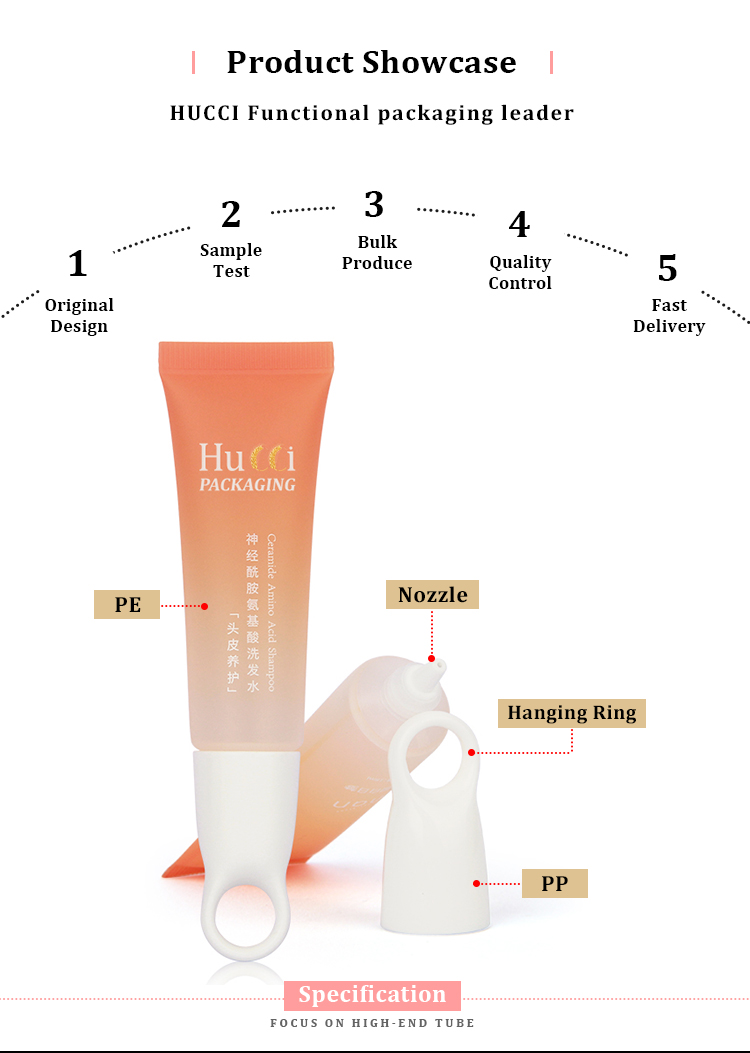 Product Showcase
HUCCI Functional packaging leader
1
Original
Design
2
Sample
Test
3
Bulk
Produce
4
Quality
Control
5
Fast
Delivery
Hucci
PACKAGING
Ceramide Amino Acid Shampoo
神经酰胺氨基酸洗发水
「头皮养护」
PE
Nozzle
Hanging Ring
PP
Specification
FOCUS ON HIGH-END TUBE